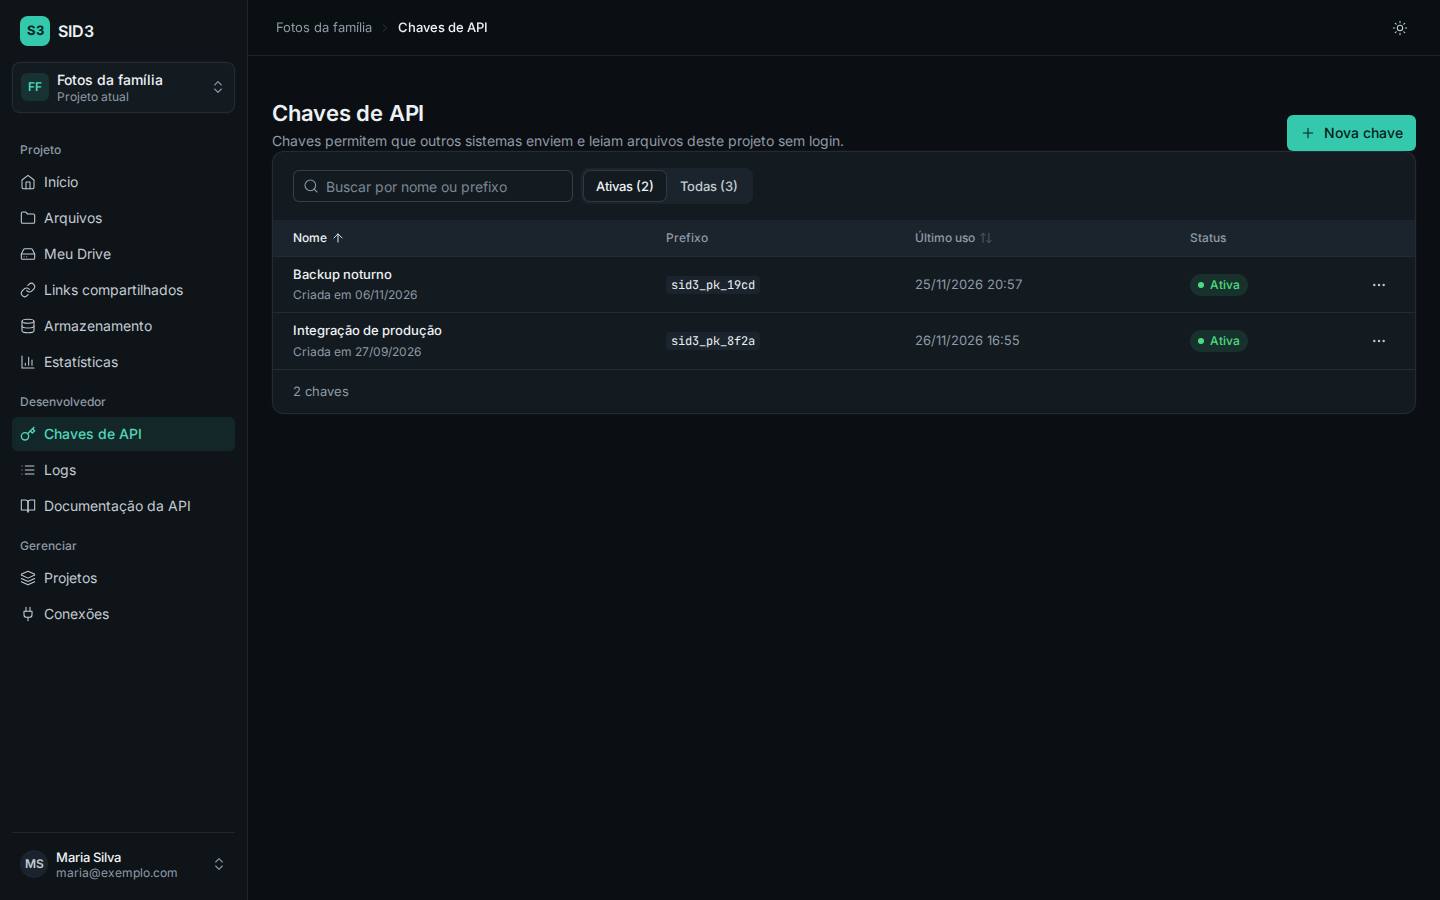 S3 SID3
FF Fotos da família
Projeto atual
Projeto
Início
Arquivos
Meu Drive
Links compartilhados
Armazenamento
Estatísticas
Desenvolvedor
Chaves de API
Logs
Documentação da API
Gerenciar
Projetos
Conexões
MS Maria Silva
maria@exemplo.com
Fotos da família Chaves de API
Chaves de API
Chaves permitem que outros sistemas enviem e leiam arquivos deste projeto sem login.
Nova chave
Buscar por nome ou prefixo Ativas (2) Todas (3)
Nome Prefixo Último uso Status
Backup noturno
Criada em 06/11/2026
sid3_pk_19cd 25/11/2026 20:57 Ativa
Integração de produção
Criada em 27/09/2026
sid3_pk_8f2a 26/11/2026 16:55 Ativa
2 chaves